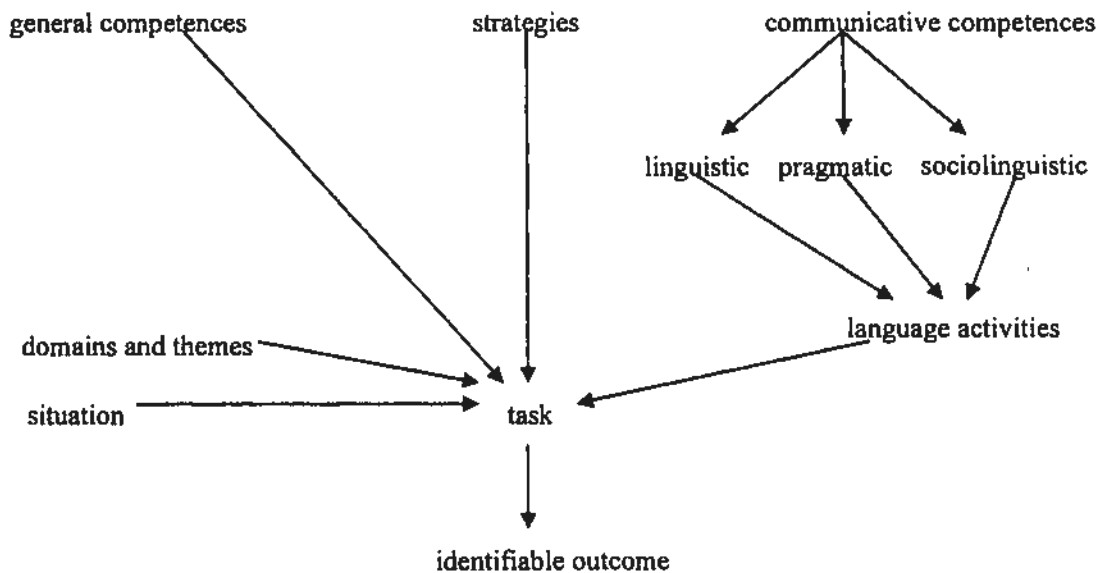 general competences strategies communicative competences
linguistic pragmatic sociolinguistic
language activities
domains and themes
situation task
identifiable outcome